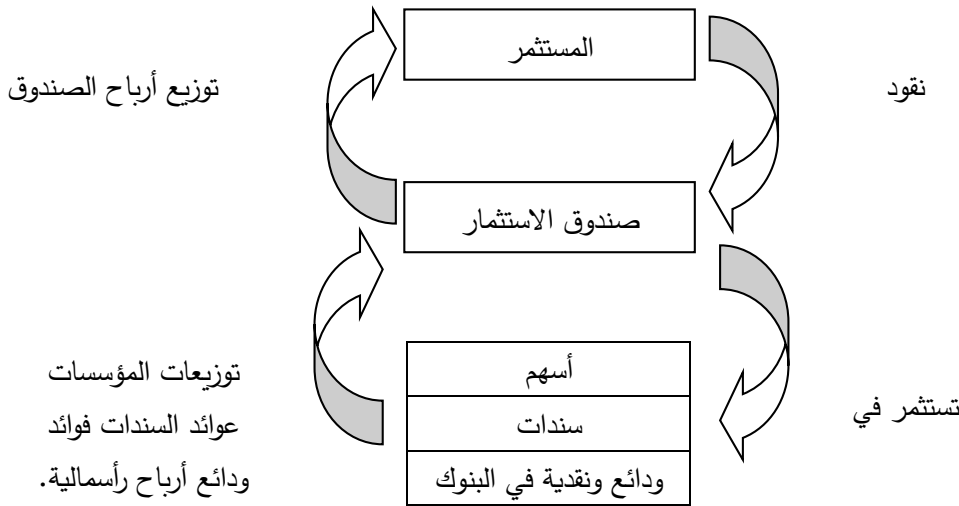 المستثمر
نقود
توزيع أرباح الصندوق
صندوق الاستثمار
تستثمر في
أسهم
سندات
ودائع ونقدية في البنوك
توزيعات المؤسسات
عوائد السندات فوائد
ودائع أرباح رأسمالية.